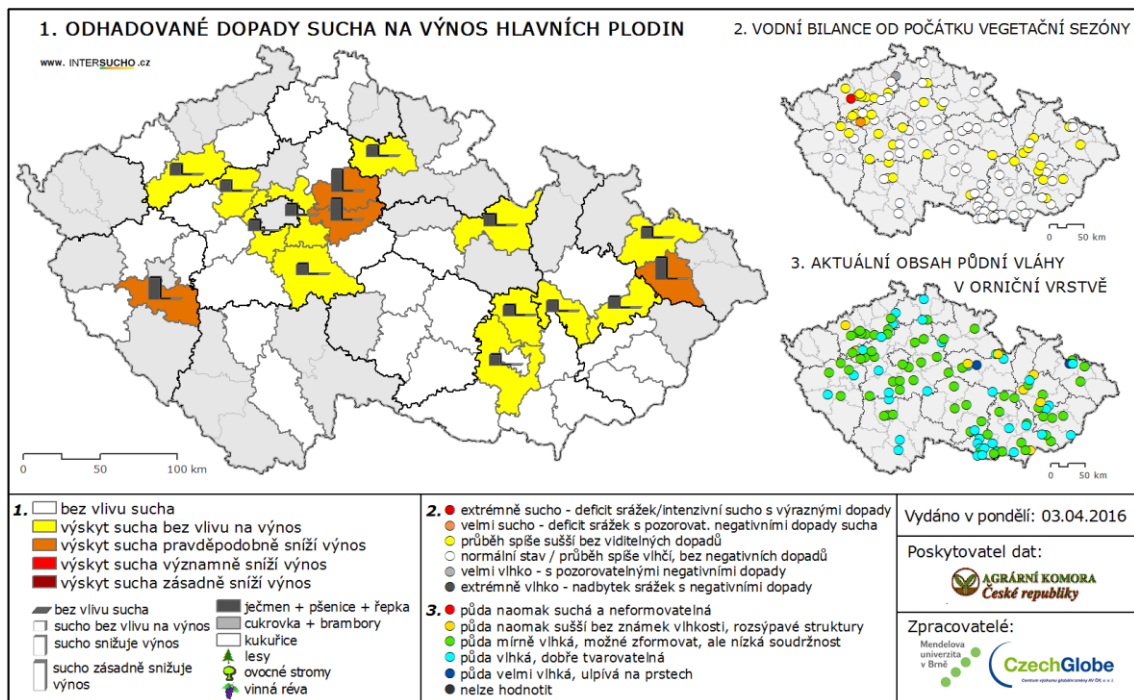 1. ODHADOVANÉ DOPADY SUCHA NA VÝNOS HLAVNÍCH PLODIN
www. INTERSUCHO .cz
0 50 100 km
2. VODNÍ BILANCE OD POČÁTKU VEGETAČNÍ SEZÓNY
0 50 km
3. AKTUÁLNÍ OBSAH PŮDNÍ VLÁHY
V ORNIČNÍ VRSTVĚ
0 50 km
1. bez vlivu sucha
výskyt sucha bez vlivu na výnos
výskyt sucha pravděpodobně sníží výnos
výskyt sucha významně sníží výnos
výskyt sucha zásadně sníží výnos
bez vlivu sucha
sucho bez vlivu na výnos
sucho snižuje výnos
sucho zásadně snižuje
výnos
ječmen + pšenice + řepka
cukrovka + brambory
kukuřice
lesy
ovocné stromy
vinná réva
2. extrémně sucho - deficit srážek/intenzivní sucho s výraznými dopady
velmi sucho - deficit srážek s pozorovat. negativními dopady sucha
průběh spíše sušší bez viditelných dopadů
normální stav / průběh spíše vlhčí, bez negativních dopadů
velmi vlhko - s pozorovatelnými negativními dopady
extrémně vlhko - nadbytek srážek s negativními dopady
3. půda naomak suchá a neformovatelná
půda naomak sušší bez známek vlhkosti, rozsýpavé struktury
půda mírně vlhká, možné zformovat, ale nízká soudržnost
půda vlhká, dobře tvarovatelná
půda velmi vlhká, ulpívá na prstech
nelze hodnotit
Vydáno v pondělí: 03.04.2016
Poskytovatel dat:
AGRÁRNÍ KOMORA
České republiky
Zpracovatelé:
Mendelova
univerzita
v Brně
CzechGlobe
Centrum výzkumu globální změny AV ČR, v. v. i.